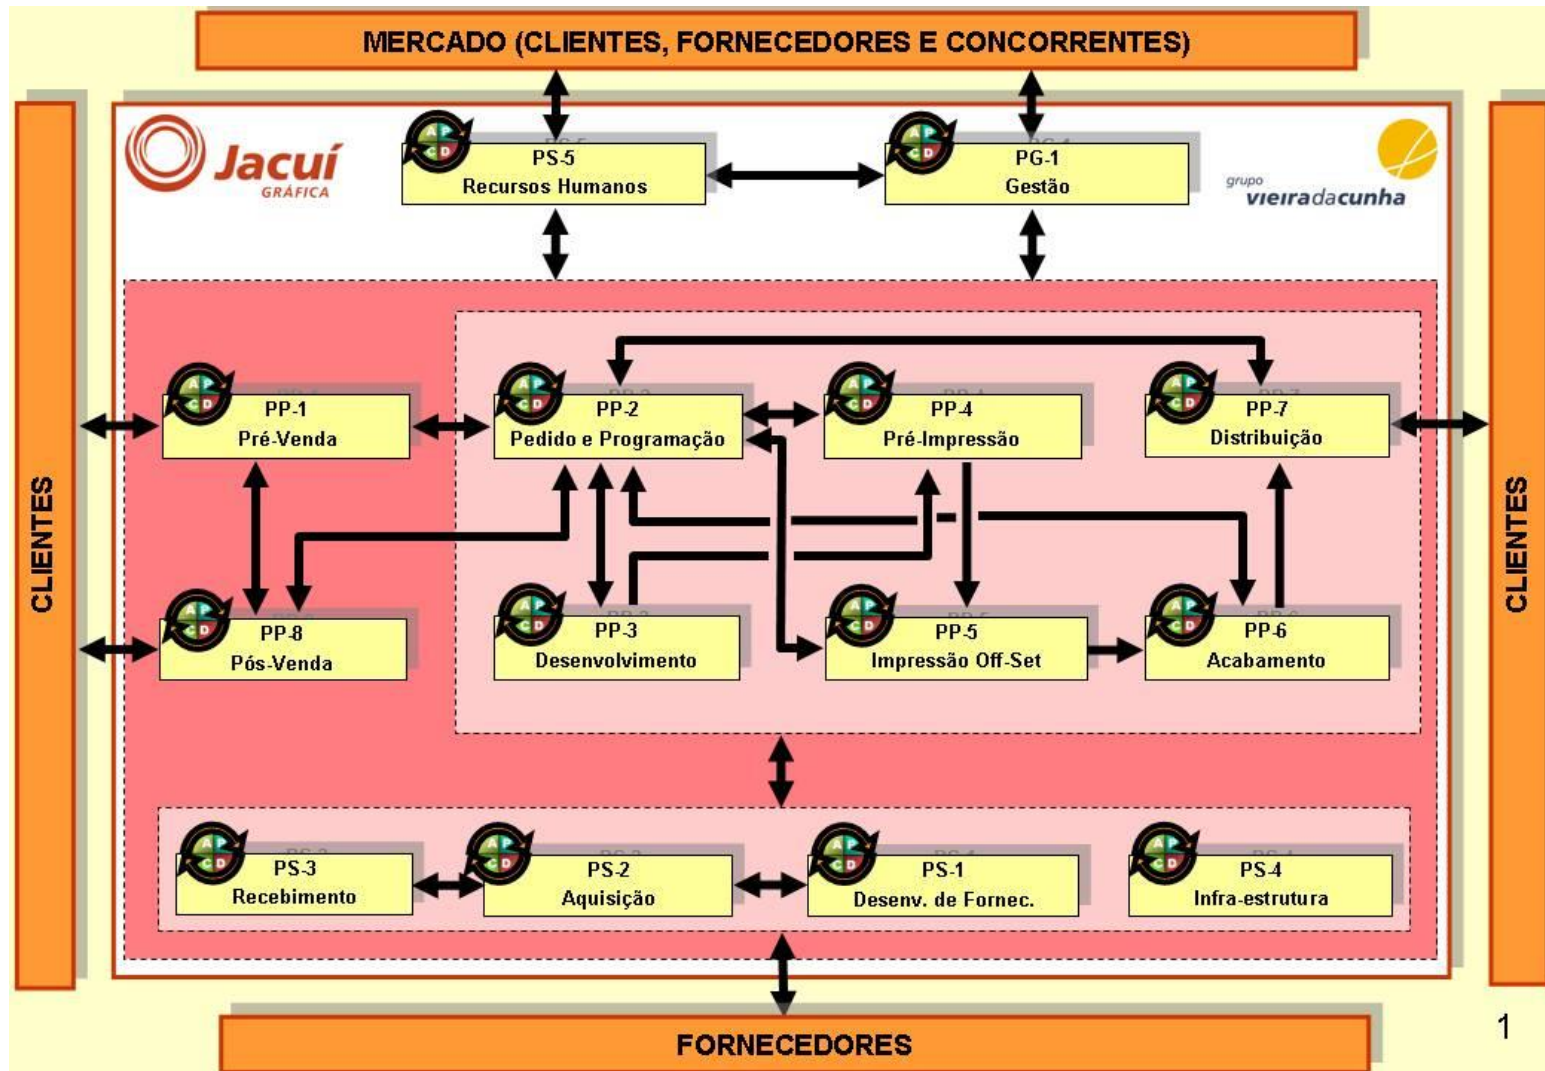 MERCADO (CLIENTES, FORNECEDORES E CONCORRENTES)
CLIENTES
CLIENTES
Jacuí
GRÁFICA
grupo
vieiradacunha
PS-5
Recursos Humanos
PG-1
Gestão
PP-1
Pré-Venda
PP-2
Pedido e Programação
PP-4
Pré-Impressão
PP-7
Distribuição
PP-8
Pós-Venda
PP-3
Desenvolvimento
PP-5
Impressão Off-Set
PP-6
Acabamento
PS-3
Recebimento
PS-2
Aquisição
PS-1
Desenv. de Fornec.
PS-4
Infra-estrutura
FORNECEDORES
1